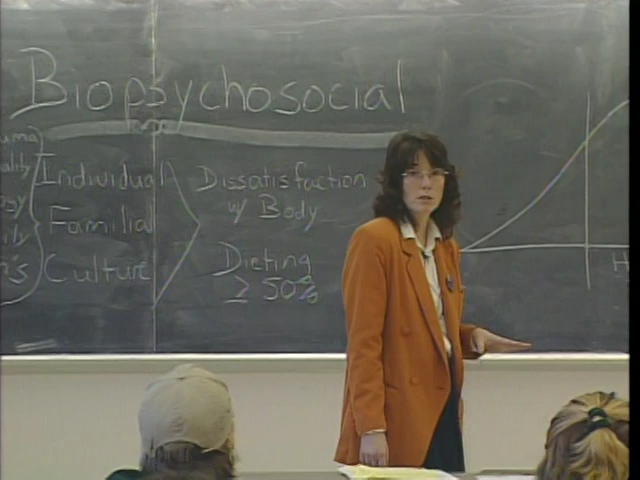 Biopsychosocial
Individual
Familial
Culture
Dissatisfaction
w/ Body
Dieting
≥ 50%
H